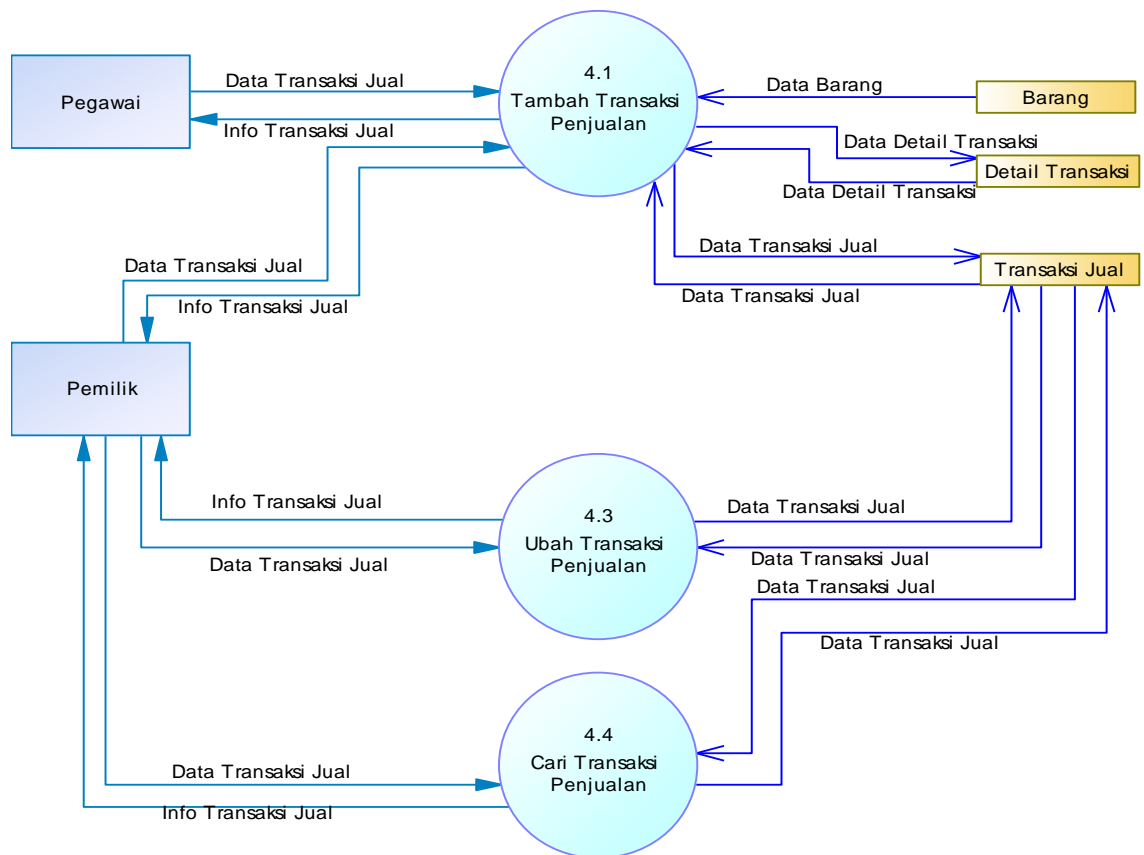 4.1
Tambah Transaksi
Penjualan
Pegawai
Data Transaksi Jual
Info Transaksi Jual
Data Barang
Barang
Data Detail Transaksi
Detail Transaksi
Data Detail Transaksi
Data Transaksi Jual
Transaksi Jual
Data Transaksi Jual
Data Transaksi Jual
Info Transaksi Jual
Pemilik
Info Transaksi Jual
Data Transaksi Jual
4.3
Ubah Transaksi
Penjualan
Data Transaksi Jual
Data Transaksi Jual
Data Transaksi Jual
Data Transaksi Jual
4.4
Cari Transaksi
Penjualan
Data Transaksi Jual
Info Transaksi Jual